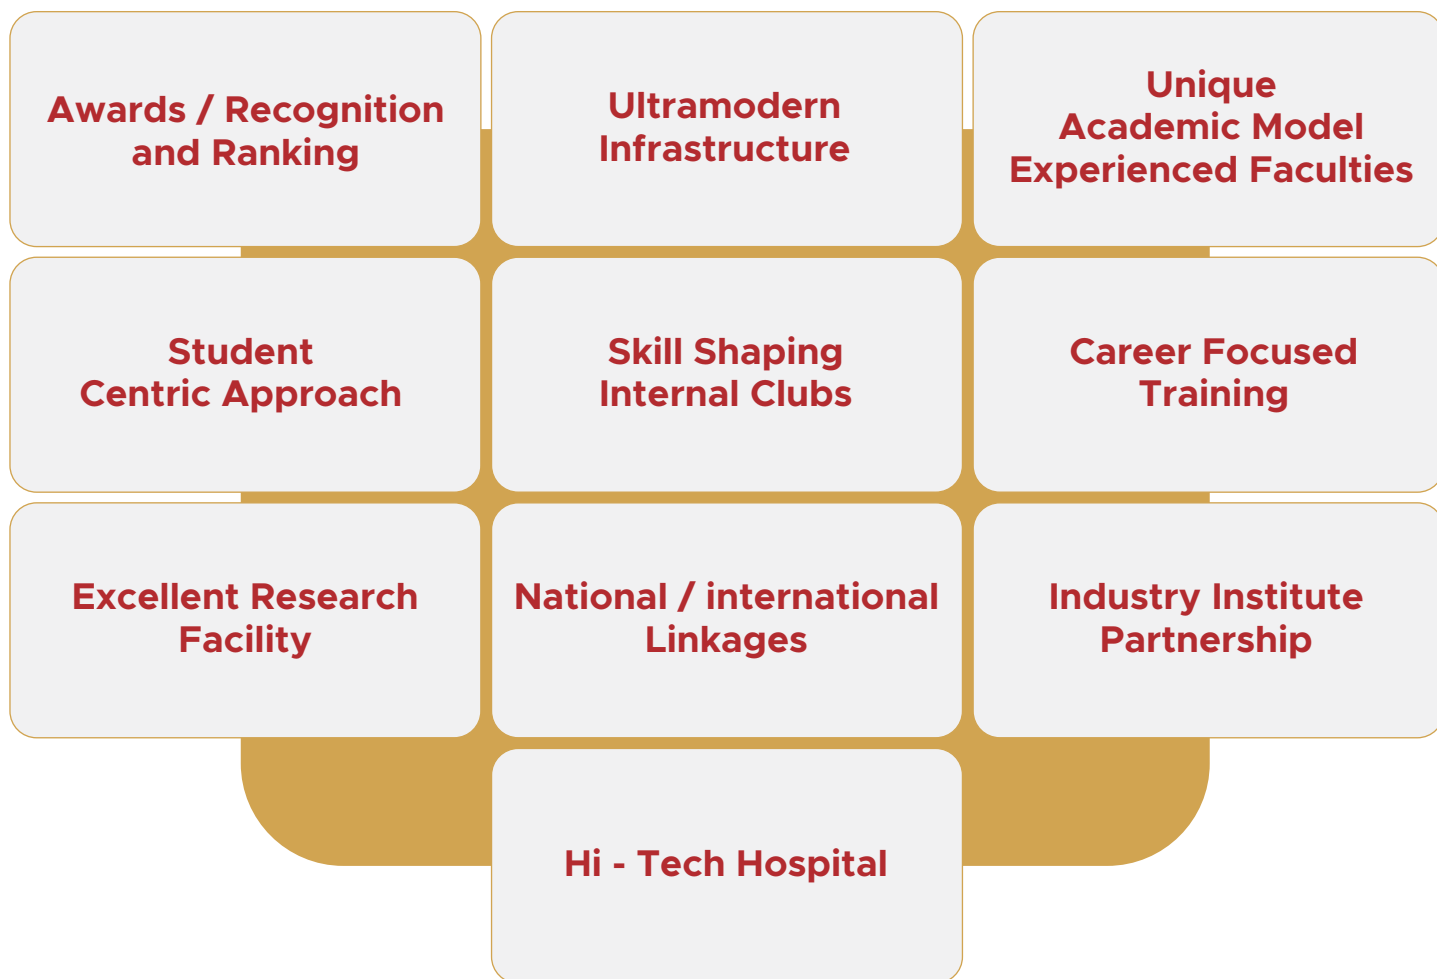 Awards / Recognition
and Ranking
Ultramodern
Infrastructure
Unique
Academic Model
Experienced Faculties
Student
Centric Approach
Skill Shaping
Internal Clubs
Career Focused
Training
Excellent Research
Facility
National / international
Linkages
Industry Institute
Partnership
Hi - Tech Hospital